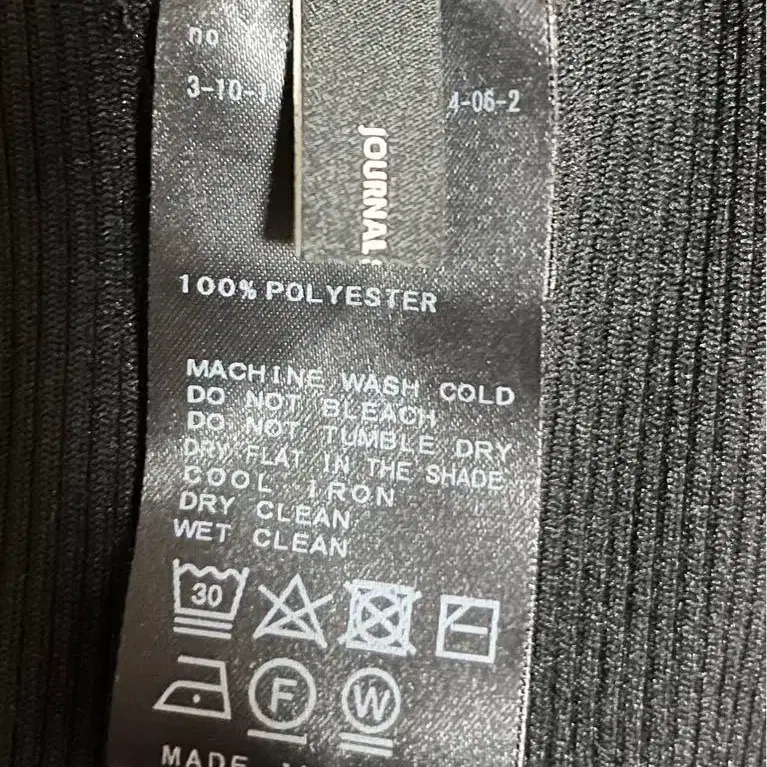 no
3-10-1
4-06-2
JOURNAL
100% POLYESTER
MACHINE WASH COLD
DO NOT BLEACH
DO NOT TUMBLE DRY
DRY FLAT IN THE SHADE
COOL IRON
DRY CLEAN
WET CLEAN
30
F
W
MADE